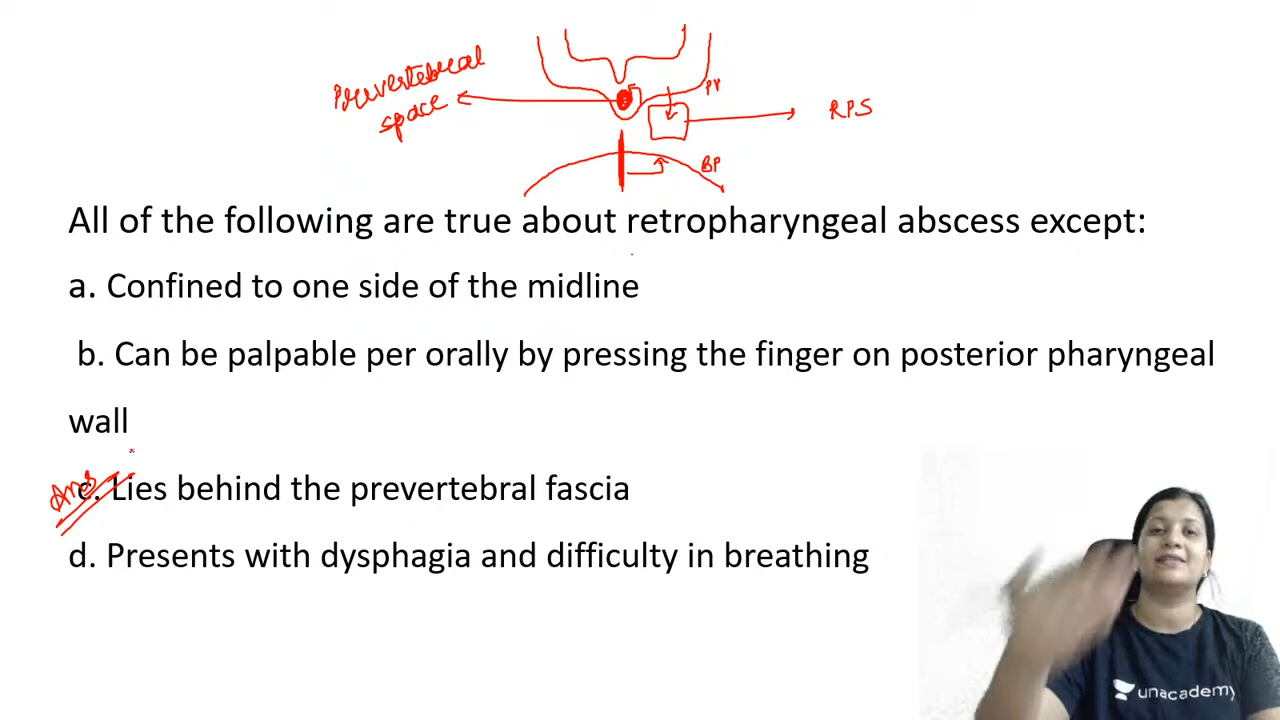 Prevertebral
space
PV
RPS
BP
All of the following are true about retropharyngeal abscess except:
a. Confined to one side of the midline
b. Can be palpable per orally by pressing the finger on posterior pharyngeal
wall
Ans c. Lies behind the prevertebral fascia
d. Presents with dysphagia and difficulty in breathing
unacademy